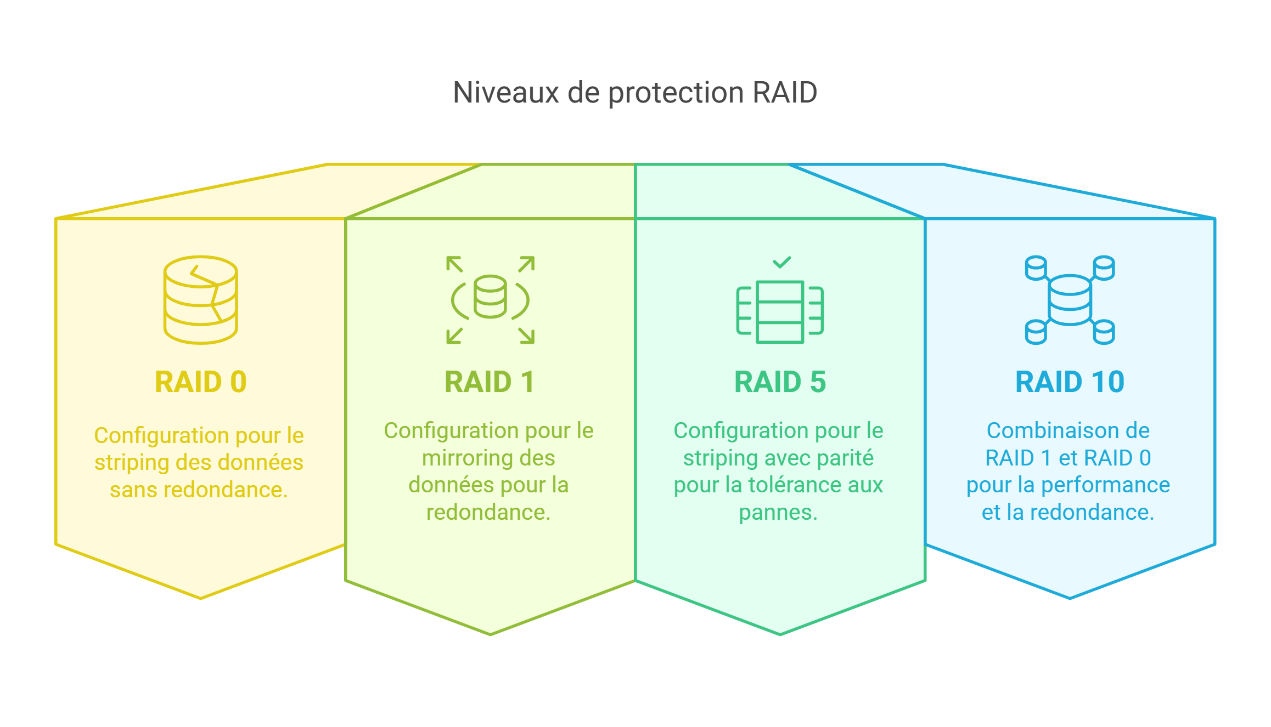 Niveaux de protection RAID
RAID 0
Configuration pour le
striping des données
sans redondance.
RAID 1
Configuration pour le
mirroring des
données pour la
redondance.
RAID 5
Configuration pour le
striping avec parité
pour la tolérance aux
pannes.
RAID 10
Combinaison de
RAID 1 et RAID 0
pour la performance
et la redondance.